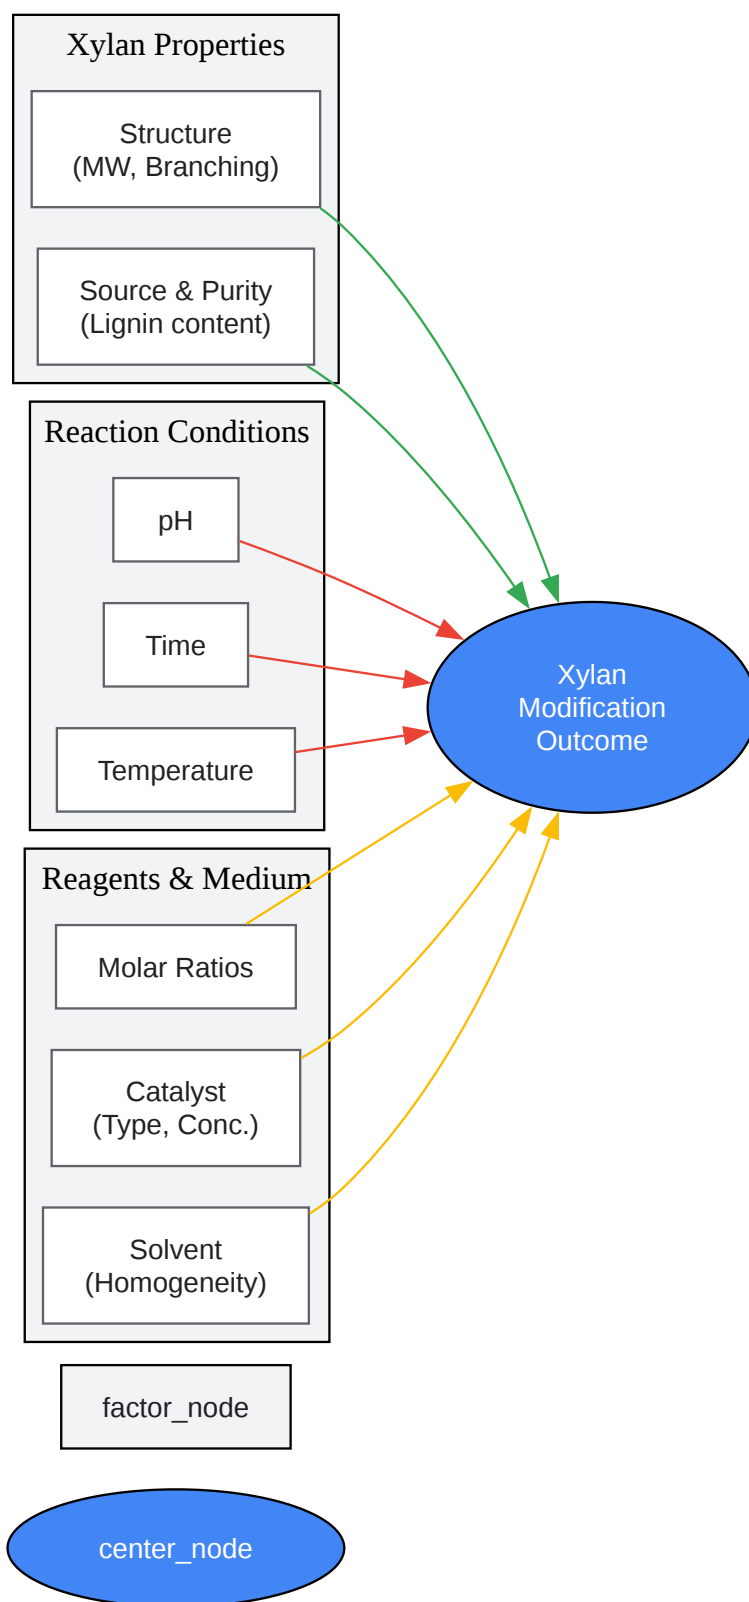 Xylan Properties
Structure
(MW, Branching)
Source & Purity
(Lignin content)
Reaction Conditions
pH
Time
Temperature
Xylan
Modification
Outcome
Reagents & Medium
Molar Ratios
Catalyst
(Type, Conc.)
Solvent
(Homogeneity)
factor_node
center_node